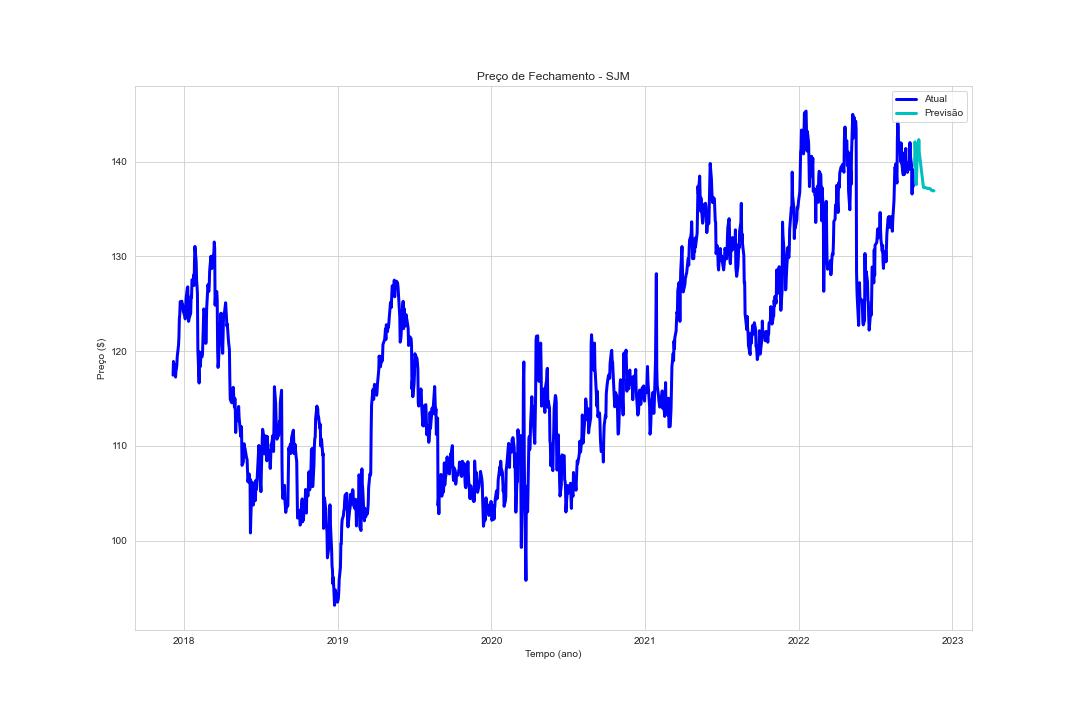 Preço de Fechamento - SJM
Atual
Previsão
Preço ($)
140
130
120
110
100
2018 2019 2020 2021 2022 2023
Tempo (ano)